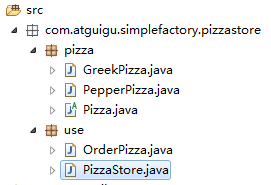 src
com.atguigu.simplefactory.pizzastore
pizza
GreekPizza.java
PepperPizza.java
Pizza.java
use
OrderPizza.java
PizzaStore.java